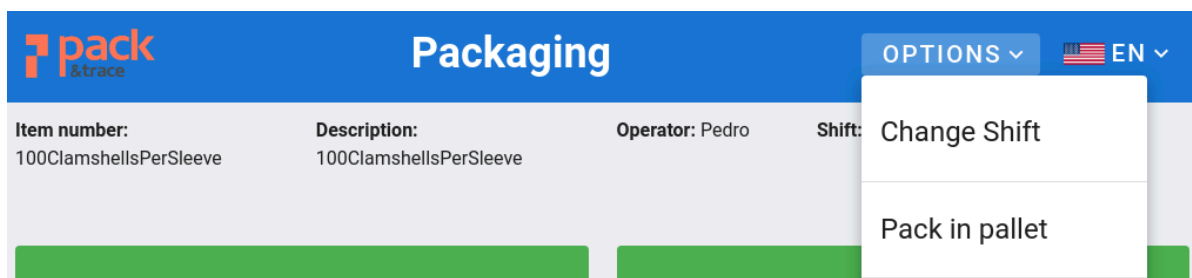 pack
&trace
Packaging
OPTIONS
EN
Item number:
100ClamshellsPerSleeve
Description:
100ClamshellsPerSleeve
Operator: Pedro
Shift:
Change Shift
Pack in pallet